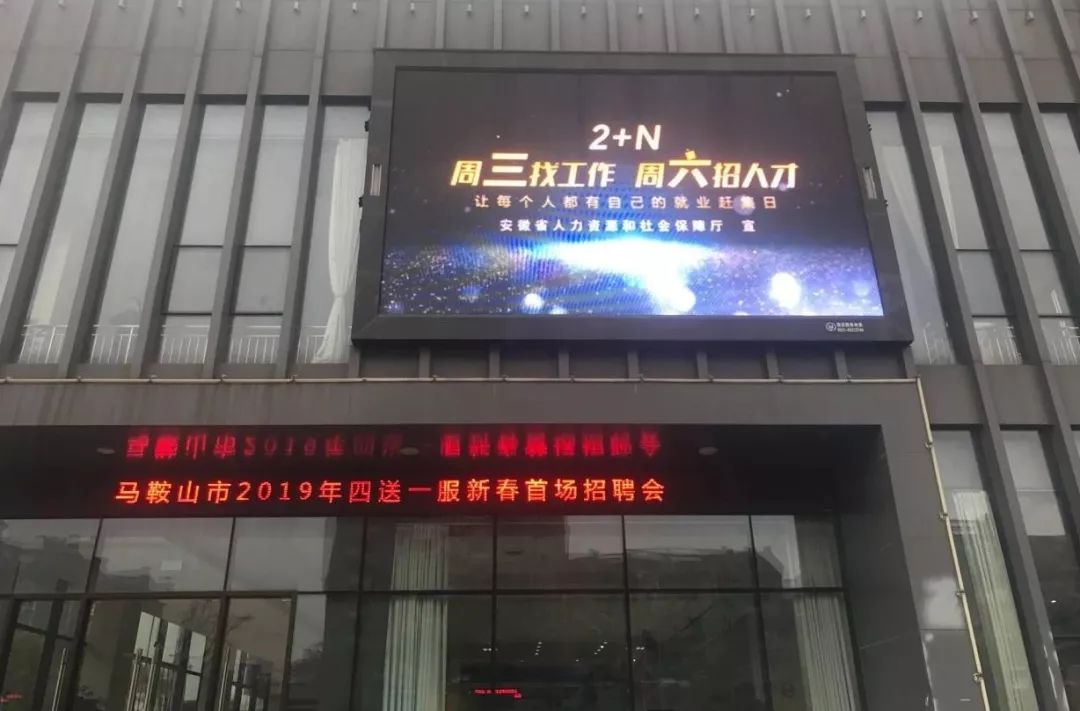 2+N
周三找工作 周六招人才
让每个人都有自己的就业赶集日
安徽省人力资源和社会保障厅 宣
马鞍山市2019年四送一服新春首场招聘会